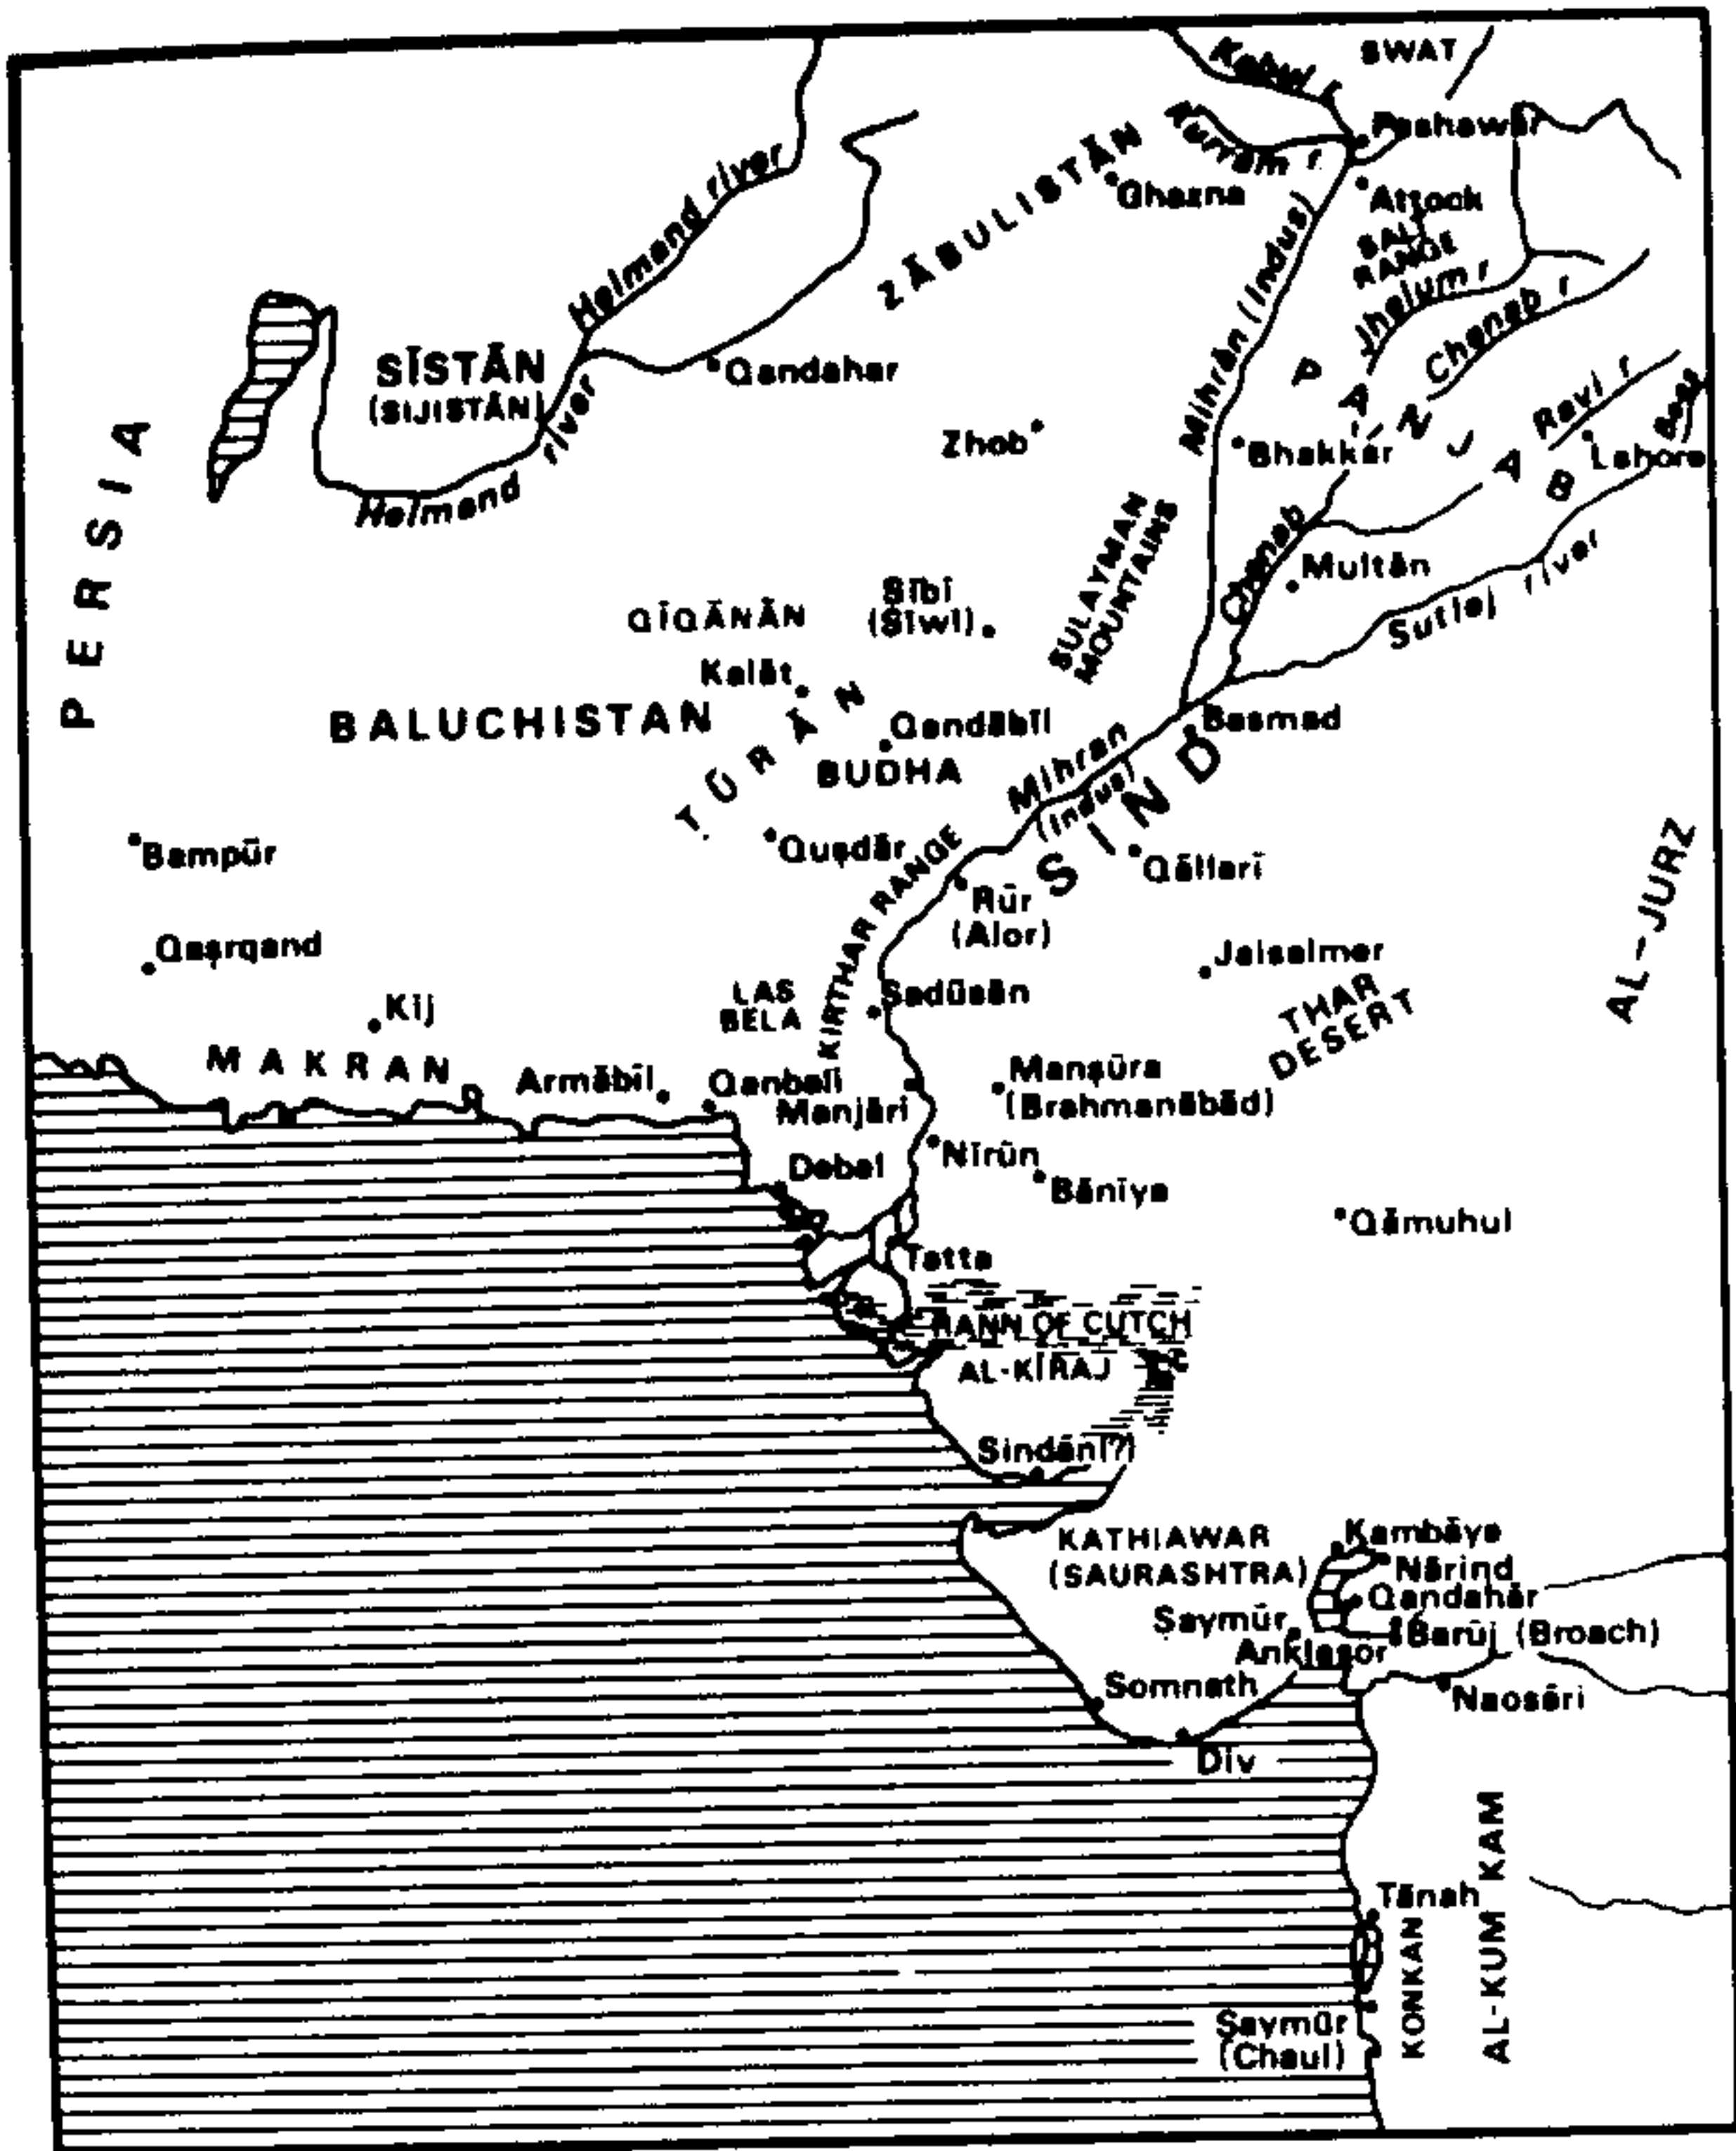 SWAT
Kabul r
Peshawar
Kurram r
Ghazna
Attock
SALT
RANGE
ZĀBULISTĀN
Helmand river
Mihrān (Indus)
Jhelum r
Chenab r
SĪSTĀN
(SIJISTĀN)
Qandahar
PANJAB
Ravi r
Beas
Lahore
Zhob
Bhakkar
Helmand river
PERSIA
SULAYMAN
MOUNTAINS
Chenab
Multān
Sutlej river
QĪQĀNĀN
Sībī
(Sīwī)
Kalāt
BALUCHISTAN
TŪRĀN
Qandābīl
BUDHA
Basmad
Mihran
(Indus)
SIND
Bampūr
Quṣdār
Qāllarī
KIRTHAR RANGE
Rūr
(Alor)
AL-JURZ
Qaṣrqand
Jaisalmer
Kīj
LAS
BELA
Sadūsān
THAR
DESERT
MAKRAN
Armābīl
Qanbalī
Manjārī
Manṣūra
(Brahmanābād)
Debal
Nīrūn
Bānīya
Qāmuhul
Tatta
RANN OF CUTCH
AL-KĪRAJ
Sindān(?)
KATHIAWAR
(SAURASHTRA)
Kambāya
Nārind
Qandahār
Ṣaymūr
Barūj (Broach)
Anklesor
Somnath
Naosāri
Div
Tānah
KONKAN
AL-KUM KAM
Ṣaymūr
(Chaul)